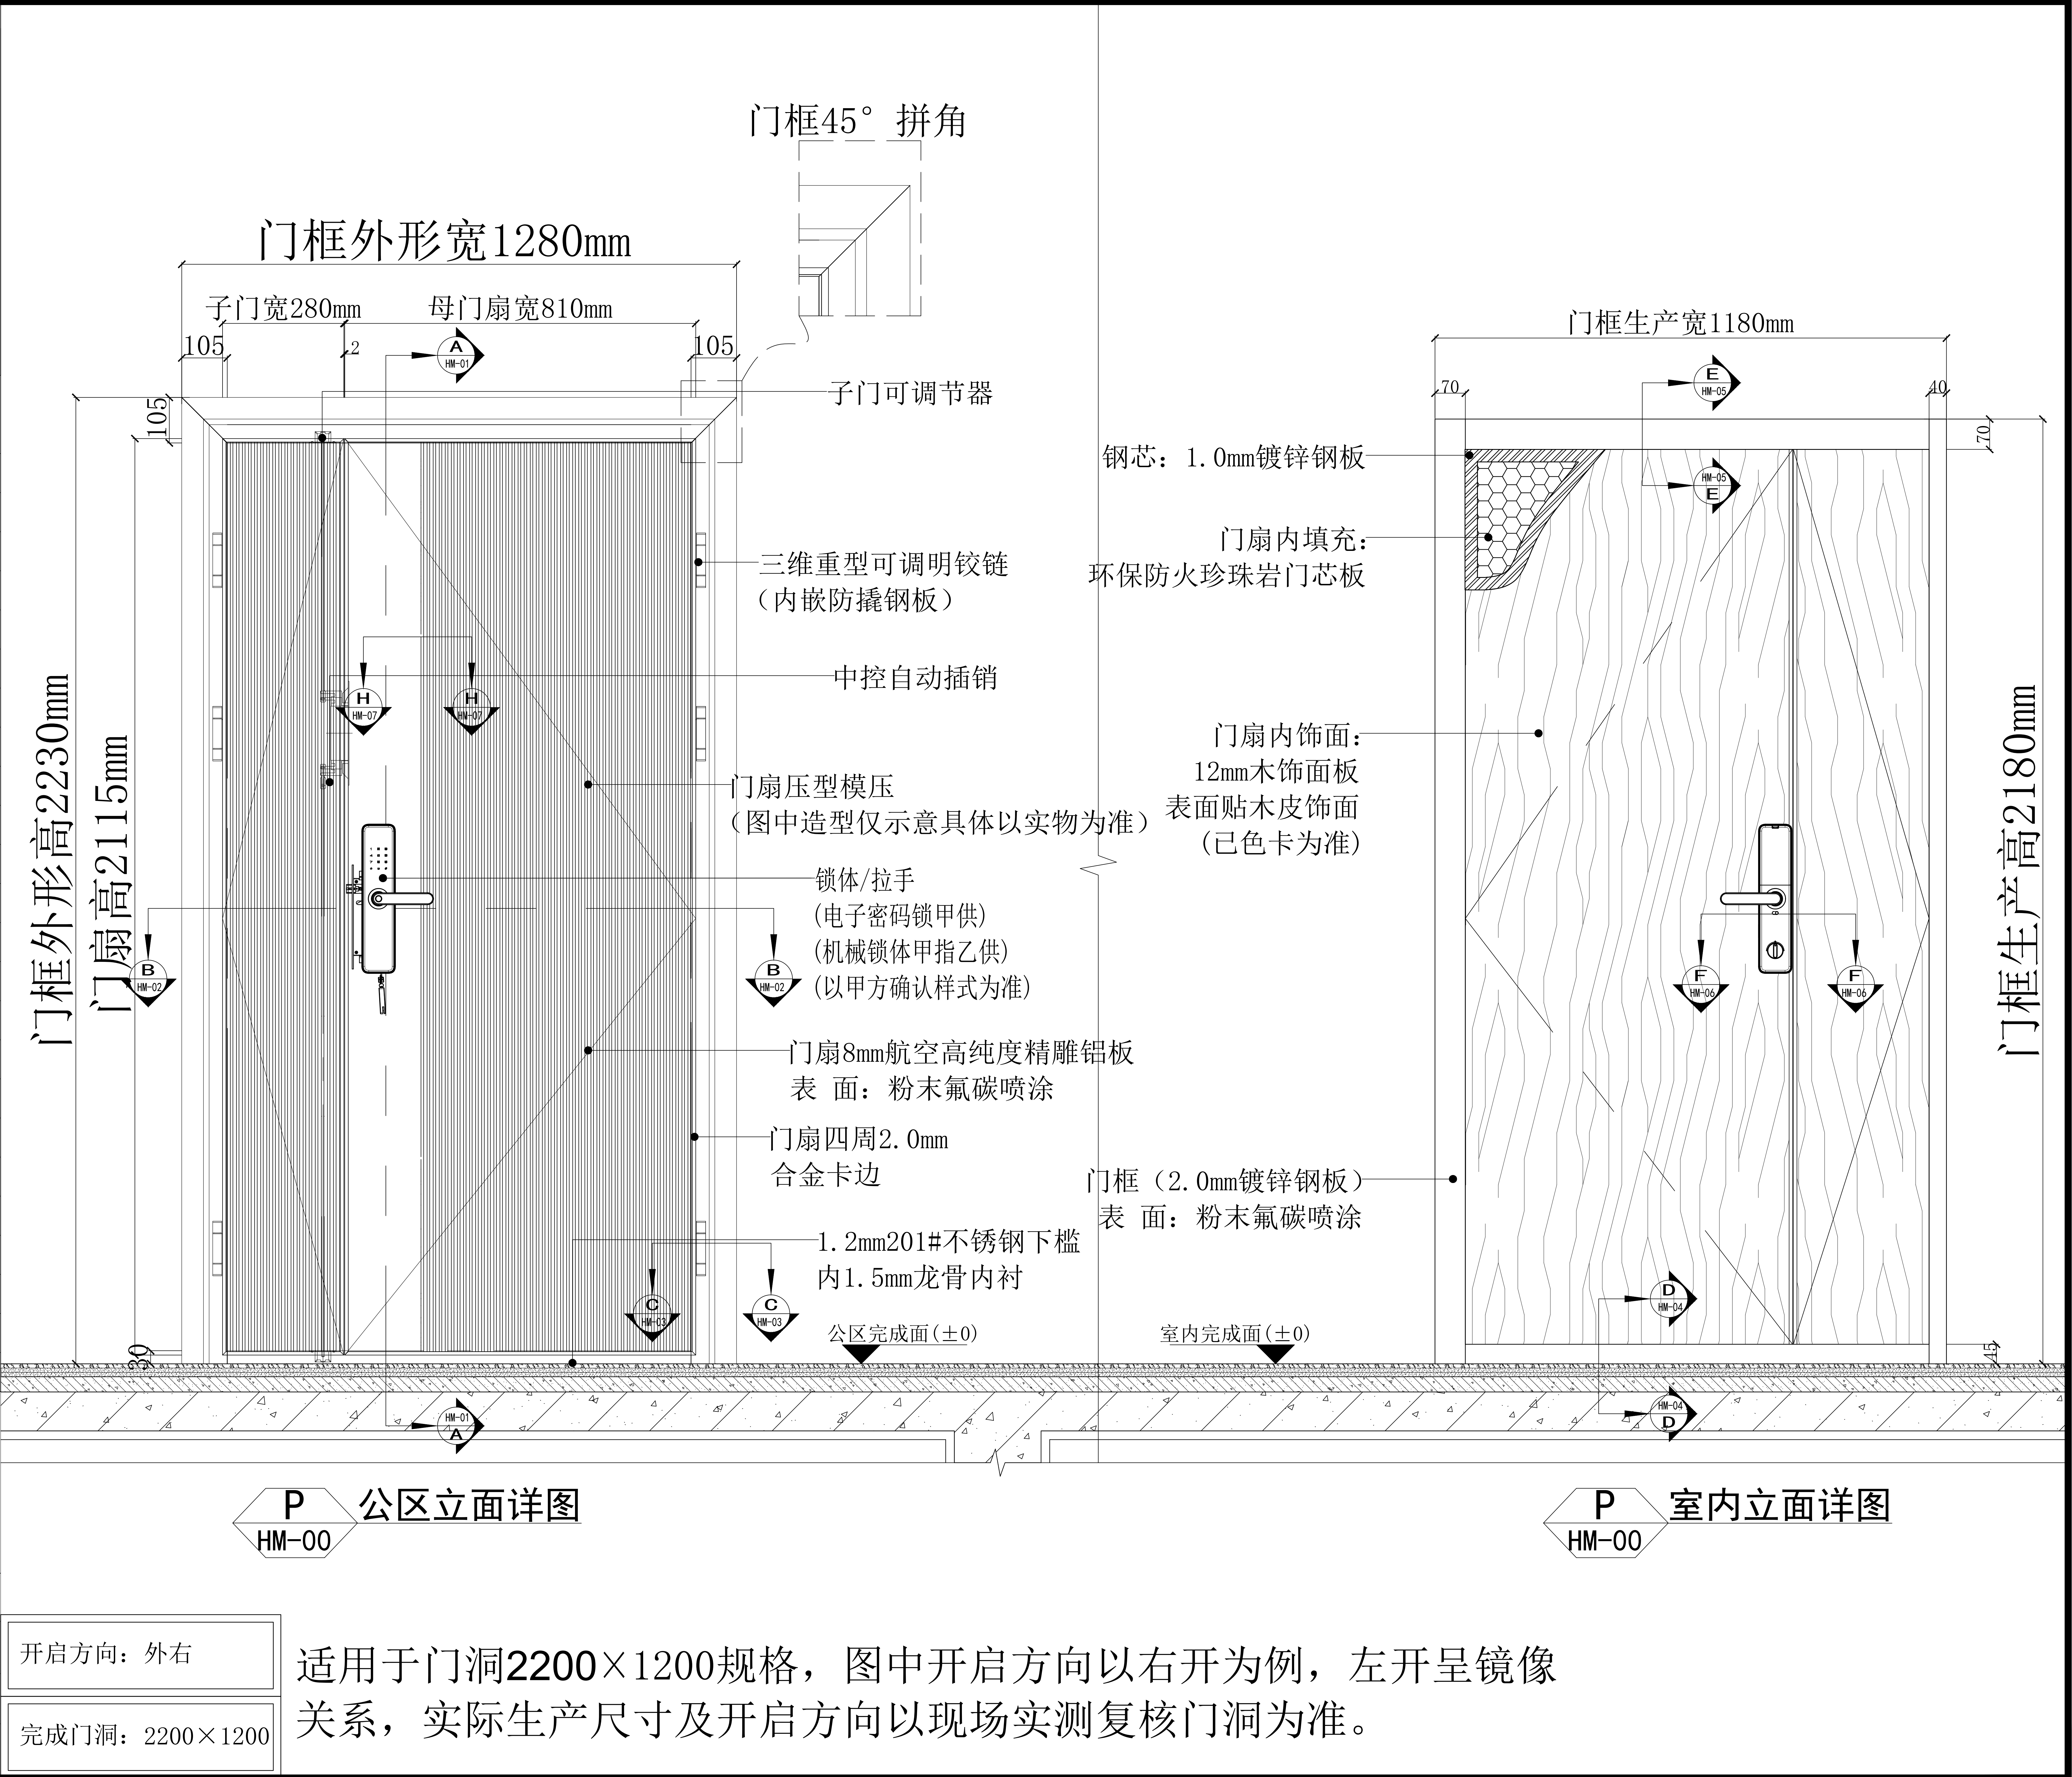 门框45° 拼角
门框外形宽1280mm
子门宽280mm
母门扇宽810mm
105
2
105
A
HM-01
子门可调节器
105
三维重型可调明铰链
（内嵌防撬钢板）
中控自动插销
H
HM-07
H
HM-07
门框外形高2230mm
门扇高2115mm
门扇压型模压
（图中造型仅示意具体以实物为准）
锁体/拉手
(电子密码锁甲供)
(机械锁体甲指乙供)
(以甲方确认样式为准)
B
HM-02
B
HM-02
门扇8mm航空高纯度精雕铝板
表 面：粉末氟碳喷涂
门扇四周2.0mm
合金卡边
1.2mm201#不锈钢下槛
内1.5mm龙骨内衬
C
HM-03
C
HM-03
30
公区完成面(±0)
HM-01
A
P
HM-00
公区立面详图
门框生产宽1180mm
70
40
E
HM-05
70
钢芯：1.0mm镀锌钢板
HM-05
E
门扇内填充：
环保防火珍珠岩门芯板
门扇内饰面：
12mm木饰面板
表面贴木皮饰面
(已色卡为准)
门框生产高2180mm
F
HM-06
F
HM-06
门框（2.0mm镀锌钢板）
表 面：粉末氟碳喷涂
D
HM-04
室内完成面(±0)
45
HM-04
D
P
HM-00
室内立面详图
开启方向：外右
完成门洞：2200×1200
适用于门洞2200×1200规格，图中开启方向以右开为例，左开呈镜像
关系，实际生产尺寸及开启方向以现场实测复核门洞为准。